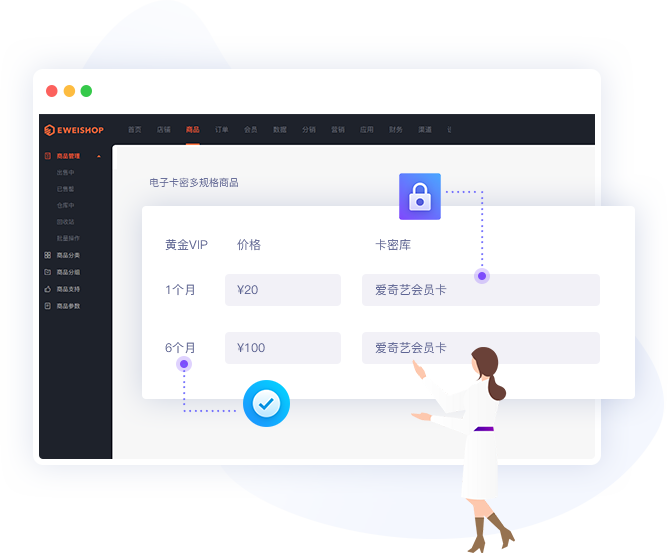 EWEISHOP
首页 店铺 商品 订单 会员 数据 分销 营销 应用 财务 渠道
商品管理
出售中
已售罄
仓库中
回收站
批量操作
商品分类
商品分组
商品支持
商品参数
电子卡密多规格商品
黄金VIP 价格 卡密库
1个月 ¥20 爱奇艺会员卡
6个月 ¥100 爱奇艺会员卡